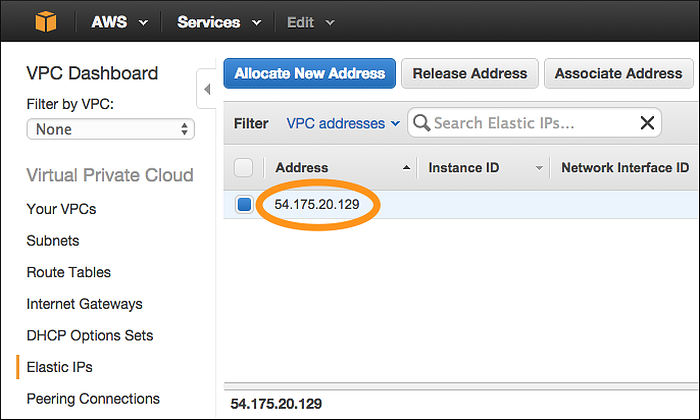 AWS Services Edit
VPC Dashboard
Filter by VPC:
None
Virtual Private Cloud
Your VPCs
Subnets
Route Tables
Internet Gateways
DHCP Options Sets
Elastic IPs
Peering Connections
Allocate New Address Release Address Associate Address
Filter VPC addresses Search Elastic IPs...
Address Instance ID Network Interface ID
54.175.20.129
54.175.20.129